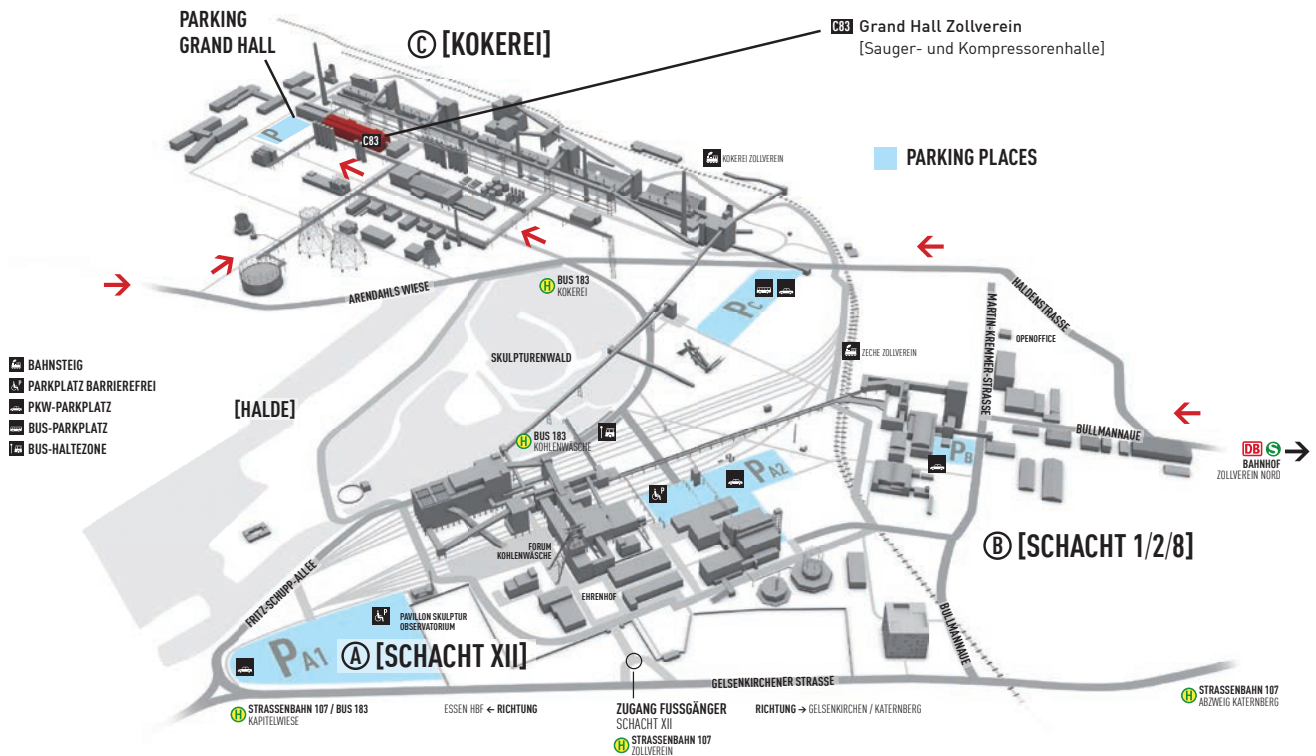 PARKING
GRAND HALL
Ⓒ [KOKEREI]
C83 Grand Hall Zollverein
[Sauger- und Kompressorenhalle]
P
C83
KOKEREI ZOLLVEREIN
PARKING PLACES
ARENDAHLS WIESE
H BUS 183
KOKEREI
PC
HALDENSTRASSE
MARTIN-KREMMER-STRASSE
OPENOFFICE
SKULPTURENWALD
ZECHE ZOLLVEREIN
BAHNSTEIG
PARKPLATZ BARRIEREFREI
PKW-PARKPLATZ
BUS-PARKPLATZ
BUS-HALTEZONE
[HALDE]
H BUS 183
KOHLENWÄSCHE
BULLMANNAUE
PB
DB S
BAHNHOF
ZOLLVEREIN NORD
P
PA2
FORUM
KOHLENWÄSCHE
Ⓑ [SCHACHT 1/2/8]
EHRENHOF
FRITZ-SCHUPP-ALLEE
P
PAVILLON SKULPTUR
OBSERVATORIUM
BULLMANNAUE
PA1
Ⓐ [SCHACHT XII]
GELSENKIRCHENER STRASSE
H STRASSENBAHN 107 / BUS 183
KAPITELWIESE
ESSEN HBF ← RICHTUNG
ZUGANG FUSSGÄNGER
SCHACHT XII
H STRASSENBAHN 107
ZOLLVEREIN
RICHTUNG → GELSENKIRCHEN / KATERNBERG
H STRASSENBAHN 107
ABZWEIG KATERNBERG